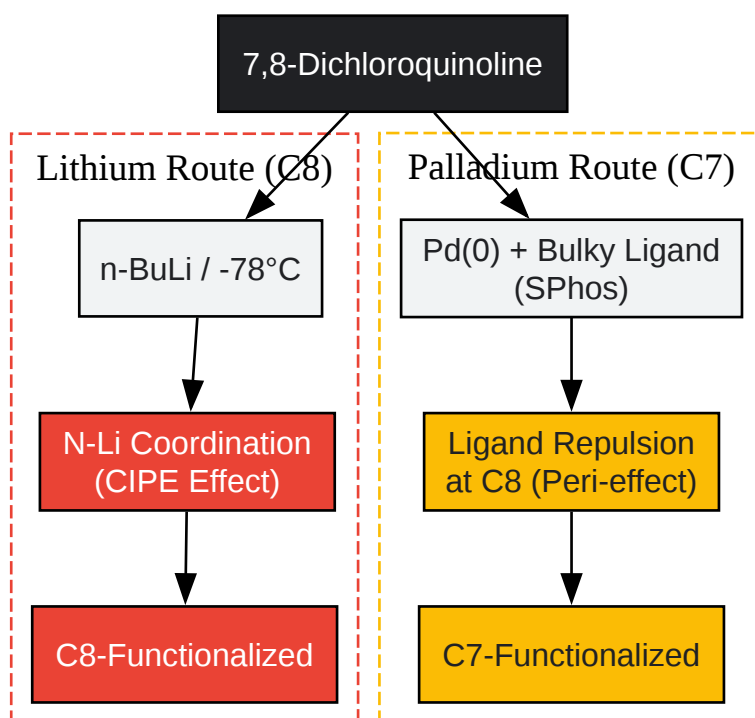 7,8-Dichloroquinoline
Lithium Route (C8)
n-BuLi / -78°C
N-Li Coordination
(CIPE Effect)
C8-Functionalized
Palladium Route (C7)
Pd(0) + Bulky Ligand
(SPhos)
Ligand Repulsion
at C8 (Peri-effect)
C7-Functionalized